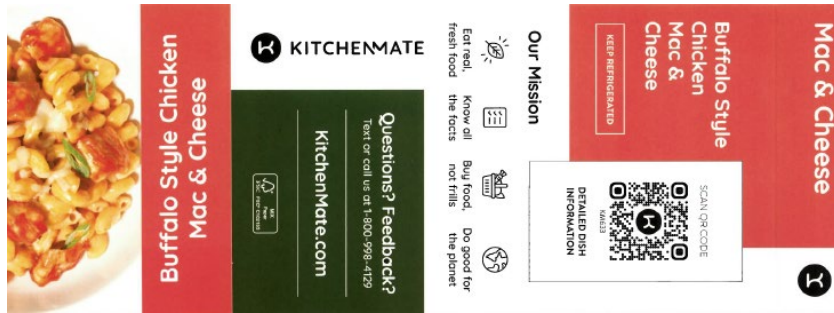 Buffalo Style Chicken
Mac & Cheese
KITCHENMATE
Questions? Feedback?
Text or call us at 1-800-998-4129
KitchenMate.com
MIX
Paper
Our Mission
Eat real,
fresh food
Know all
the facts
Buy food,
not frills
Do good for
the planet
Buffalo Style
Chicken
Mac &
Cheese
KEEP REFRIGERATED
SCAN QR CODE
DETAILED DISH
INFORMATION
Mac & Cheese